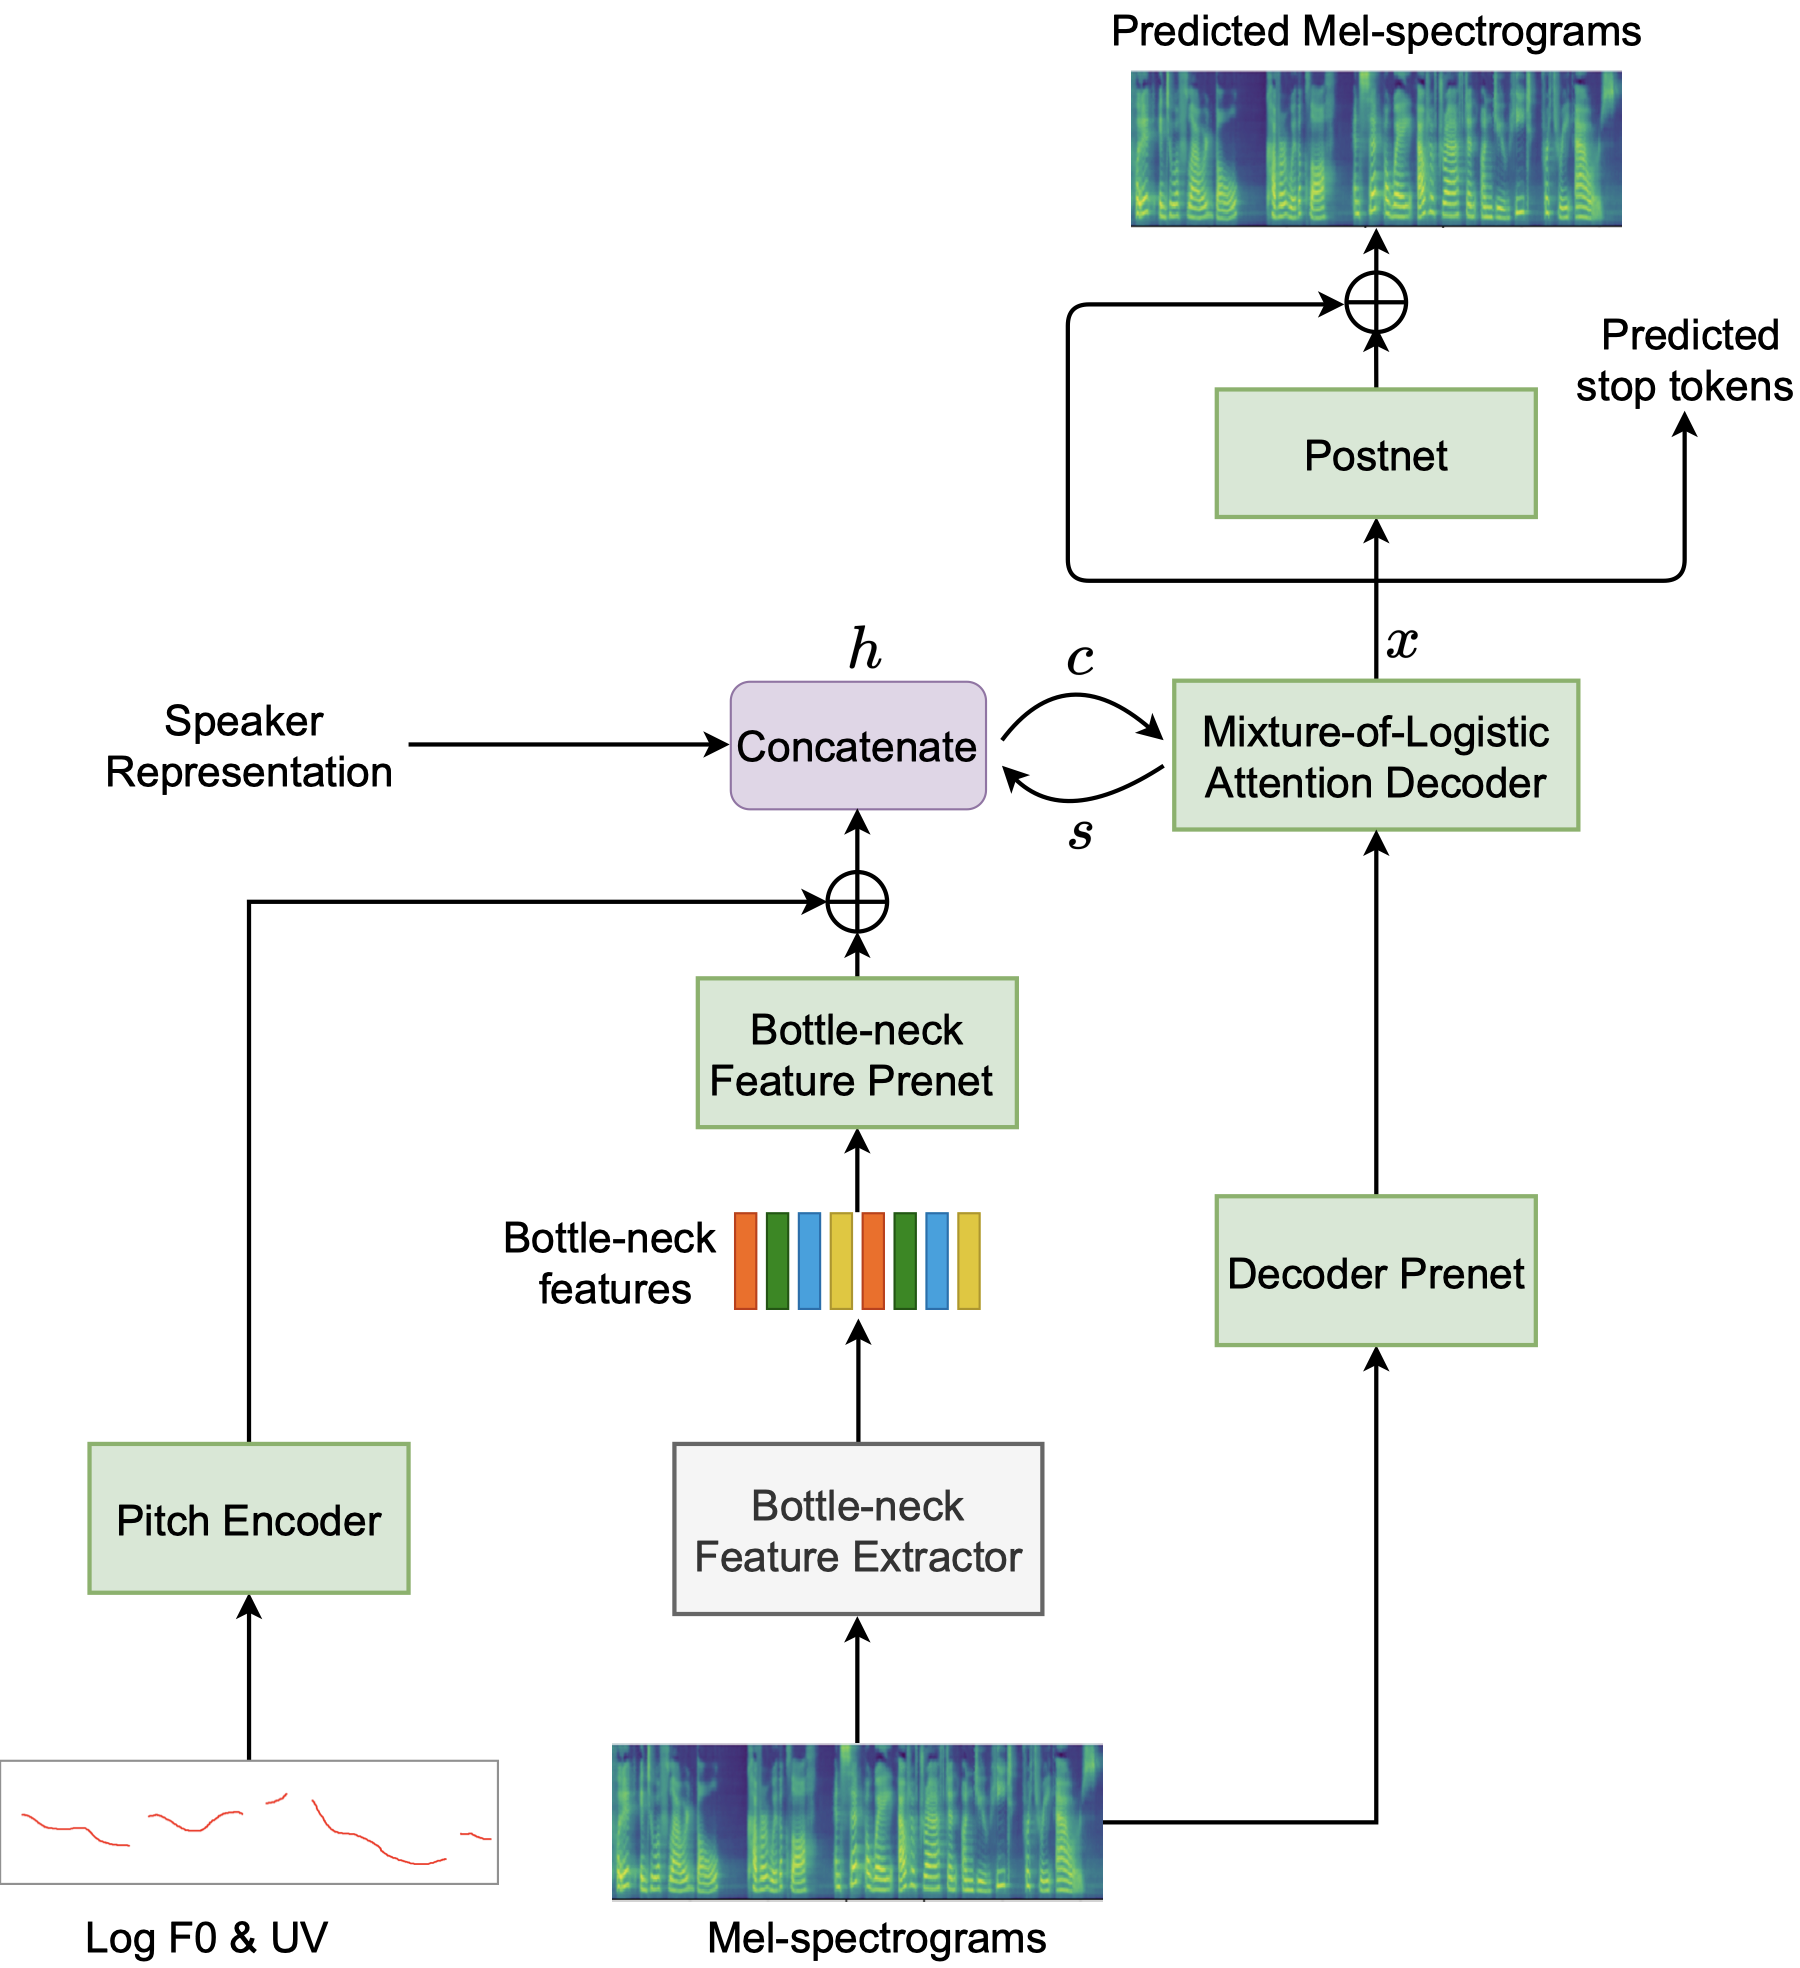 Predicted Mel-spectrograms
Predicted
stop tokens
Postnet
x
h
c
Speaker
Representation
Concatenate
Mixture-of-Logistic
Attention Decoder
s
Bottle-neck
Feature Prenet
Bottle-neck
features
Decoder Prenet
Pitch Encoder
Bottle-neck
Feature Extractor
Log F0 & UV
Mel-spectrograms